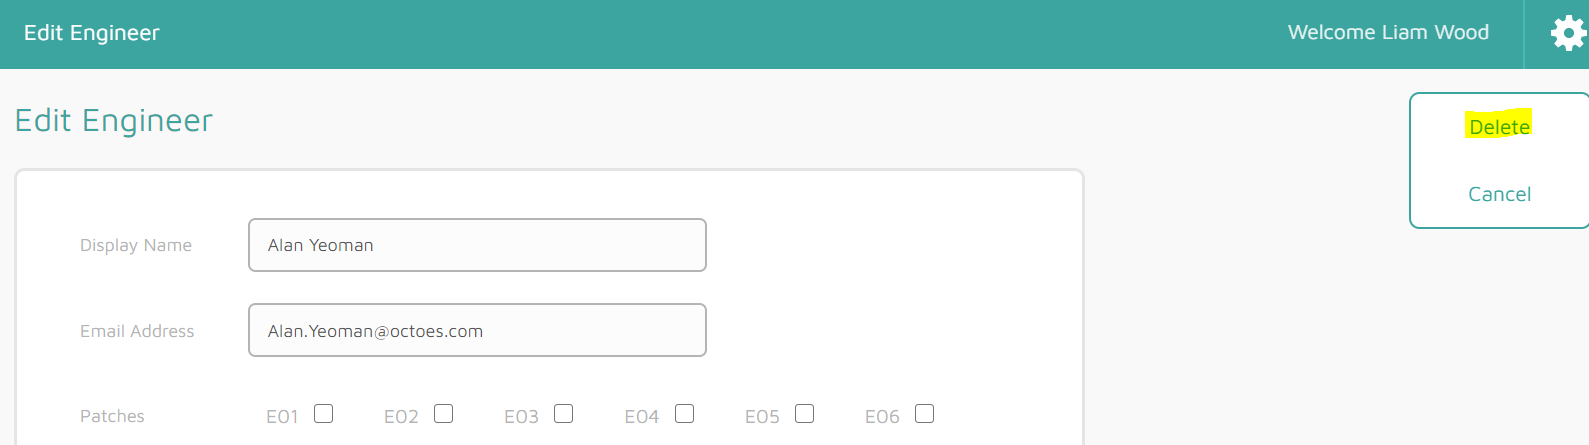 Edit Engineer
Welcome Liam Wood
Edit Engineer
Delete
Cancel
Display Name
Alan Yeoman
Email Address
Alan.Yeoman@octoes.com
Patches E01 E02 E03 E04 E05 E06